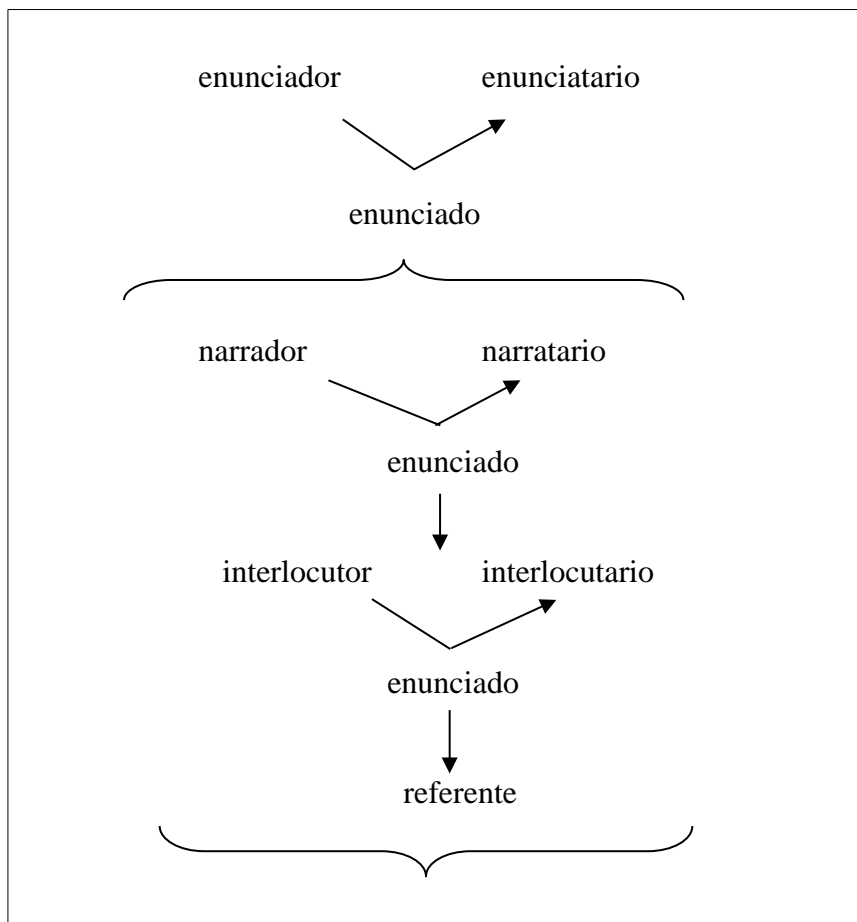 enunciador enunciatario
enunciado
narrador narratario
enunciado
interlocutor interlocutario
enunciado
referente